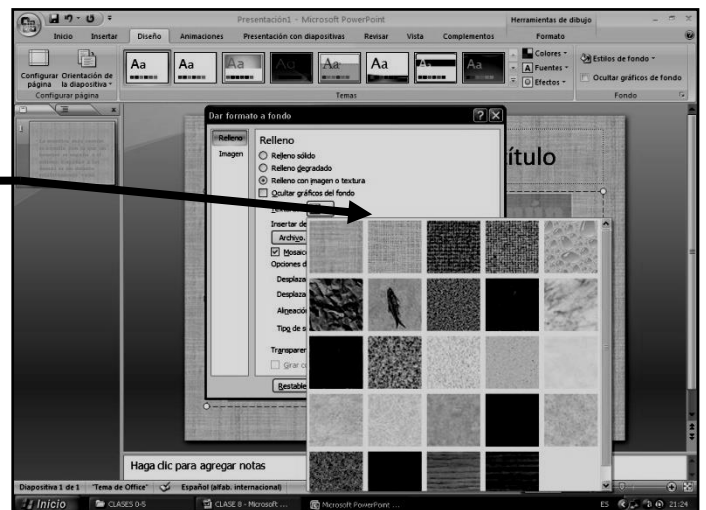 Presentación1 - Microsoft PowerPoint
Herramientas de dibujo
Inicio Insertar Diseño Animaciones Presentación con diapositivas Revisar Vista Complementos Formato
Aa Aa Aa Aa Aa Aa Aa Aa
Colores
Fuentes
Efectos
Estilos de fondo
Ocultar gráficos de fondo
Configurar página
Orientación de la diapositiva
Configurar página
Temas
Fondo
1
Dar formato a fondo
Relleno
Imagen
Relleno
Relleno sólido
Relleno degradado
Relleno con imagen o textura
Ocultar gráficos del fondo
Insertar de
Archivo.
Mosaico
Opciones d
Desplaza
Desplaza
Alineació
Tipo de s
Transparer
Girar c
Restable
ítulo
Haga clic para agregar notas
Diapositiva 1 de 1 "Tema de Office" Español (alfab. internacional)
Inicio CLASES 0-5 CLASE 8 - Microsoft ... Microsoft PowerPoint ... ES 21:24